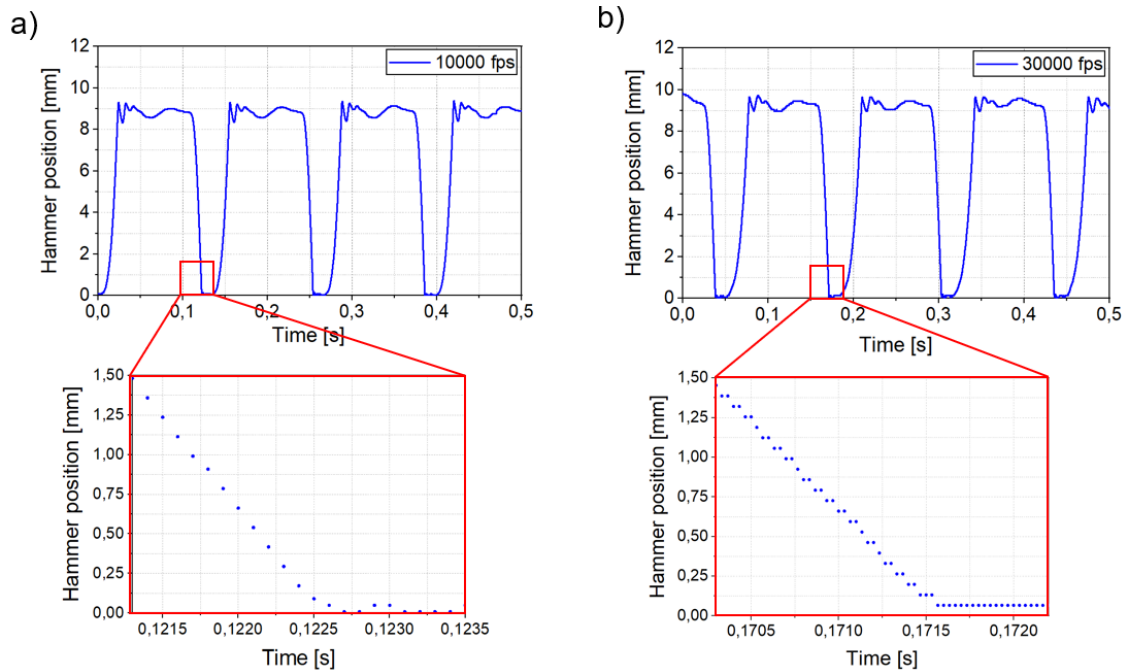 a)
12
10
8
6
4
2
0
Hammer position [mm]
10000 fps
0,0 0,1 0,2 0,3 0,4 0,5
Time [s]
1,50
1,25
1,00
0,75
0,50
0,25
0,00
Hammer position [mm]
0,1215 0,1220 0,1225 0,1230 0,1235
Time [s]
b)
12
10
8
6
4
2
0
Hammer position [mm]
30000 fps
0,0 0,1 0,2 0,3 0,4 0,5
Time [s]
1,50
1,25
1,00
0,75
0,50
0,25
0,00
Hammer position [mm]
0,1705 0,1710 0,1715 0,1720
Time [s]